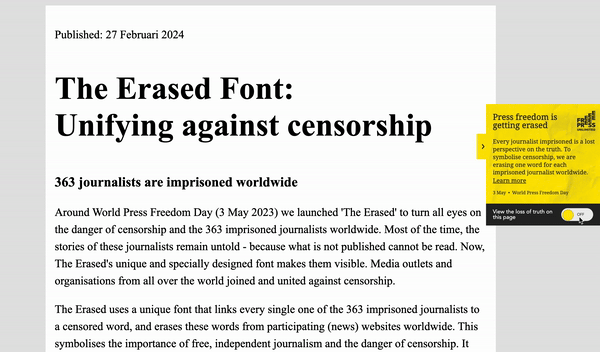 Published: 27 Februari 2024
The Erased Font:
Unifying against censorship
363 journalists are imprisoned worldwide
Around World Press Freedom Day (3 May 2023) we launched 'The Erased' to turn all eyes on
the danger of censorship and the 363 imprisoned journalists worldwide. Most of the time, the
stories of these journalists remain untold - because what is not published cannot be read. Now,
The Erased's unique and specially designed font makes them visible. Media outlets and
organisations from all over the world joined and united against censorship.
The Erased uses a unique font that links every single one of the 363 imprisoned journalists to
a censored word, and erases these words from participating (news) websites worldwide. This
symbolises the importance of free, independent journalism and the danger of censorship. It
Press freedom is
getting erased
FREE
PRESS
UNLIMITED
Every journalist imprisoned is a lost
perspective on the truth. To
symbolise censorship, we are
erasing one word for each
imprisoned journalist worldwide.
Learn more
3 May • World Press Freedom Day
View the loss of truth on
this page
OFF